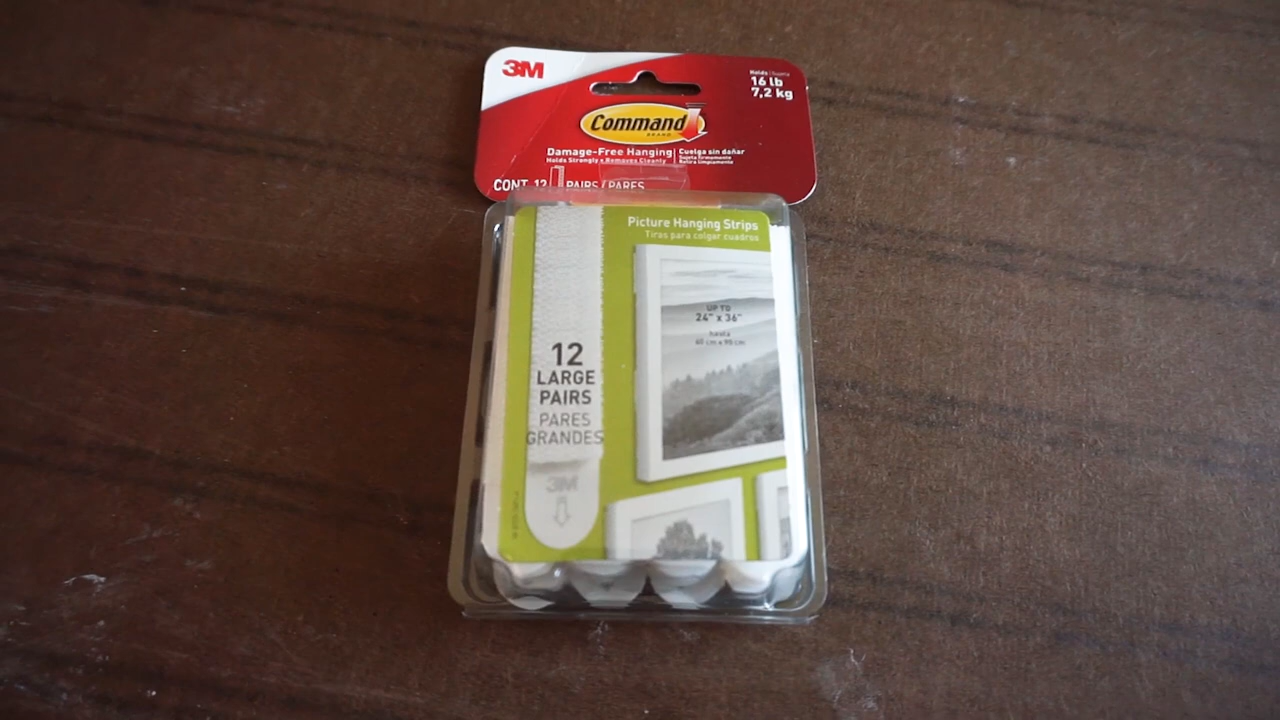 3M
Holds | Sujeta
16 lb
7,2 kg
Command
BRAND
Damage-Free Hanging
Holds Strongly • Removes Cleanly
Cuelga sin dañar
Sujeta firmemente
Retira limpiamente
CONT. 12 PAIRS / PARES
Picture Hanging Strips
Tiras para colgar cuadros
UP TO
24" x 36"
hasta
60 cm x 90 cm
12
LARGE
PAIRS
PARES
GRANDES
3M